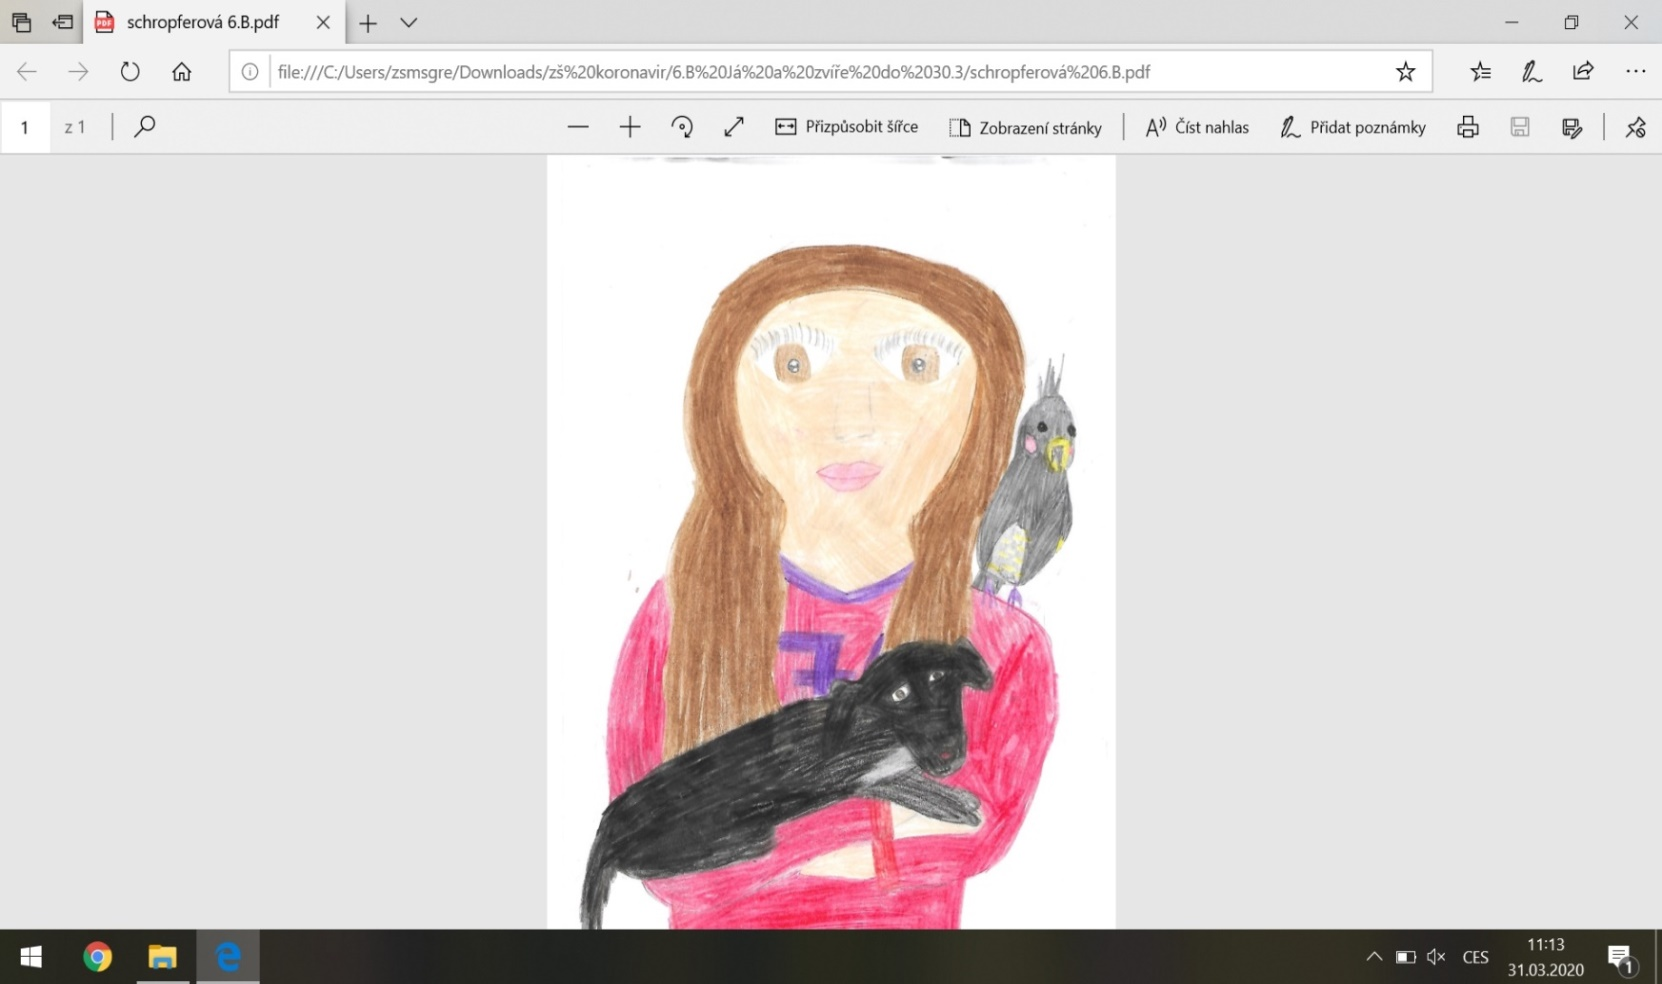 schropferová 6.B.pdf
file:///C:/Users/zsmsgre/Downloads/zš%20koronavir/6.B%20Já%20a%20zvíře%20do%2030.3/schropferová%206.B.pdf
1 z 1 Přizpůsobit šířce Zobrazení stránky Číst nahlas Přidat poznámky
7
CES 11:13
31.03.2020 1